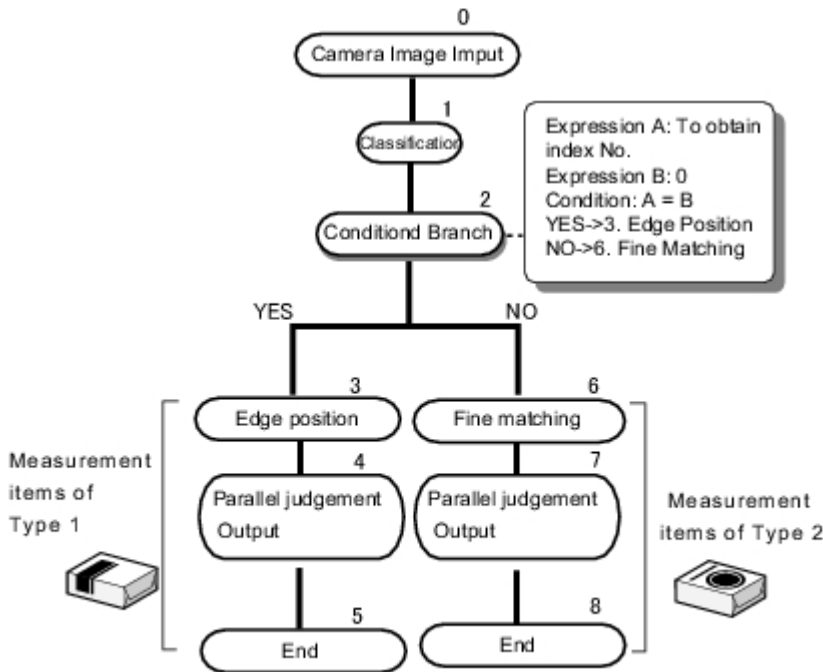 0
Camera Image Imput
1
Classification
2
Conditiond Branch
Expression A: To obtain
index No.
Expression B: 0
Condition: A = B
YES->3. Edge Position
NO->6. Fine Matching
YES
NO
3
Edge position
6
Fine matching
Measurement
items of
Type 1
4
Parallel judgement
Output
7
Parallel judgement
Output
Measurement
items of Type 2
5
End
8
End